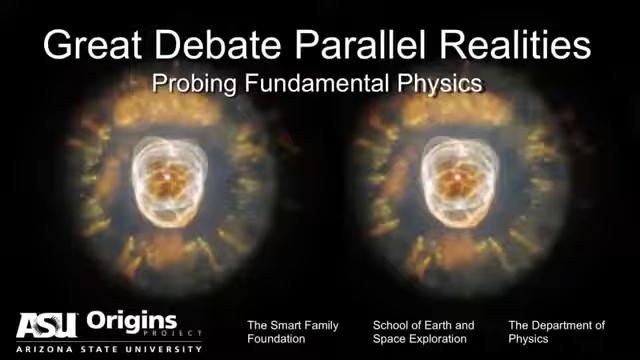 Great Debate Parallel Realities
Probing Fundamental Physics
ASU Origins
PROJECT
ARIZONA STATE UNIVERSITY
The Smart Family
Foundation
School of Earth and
Space Exploration
The Department of
Physics